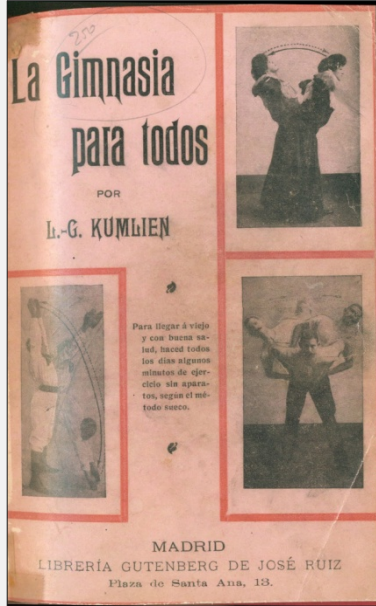 250
La Gimnasia
para todos
POR
L.-G. KUMLIEN
Para llegar á viejo
y con buena sa-
lud, haced todos
los días algunos
minutos de ejer-
cicio sin apara-
tos, según el mé-
todo sueco.
MADRID
LIBRERÍA GUTENBERG DE JOSÉ RUIZ
Plaza de Santa Ana, 13.